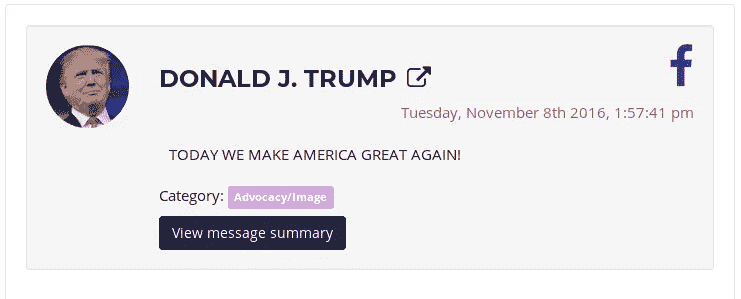 DONALD J. TRUMP
Tuesday, November 8th 2016, 1:57:41 pm
TODAY WE MAKE AMERICA GREAT AGAIN!
Category: Advocacy/Image
View message summary